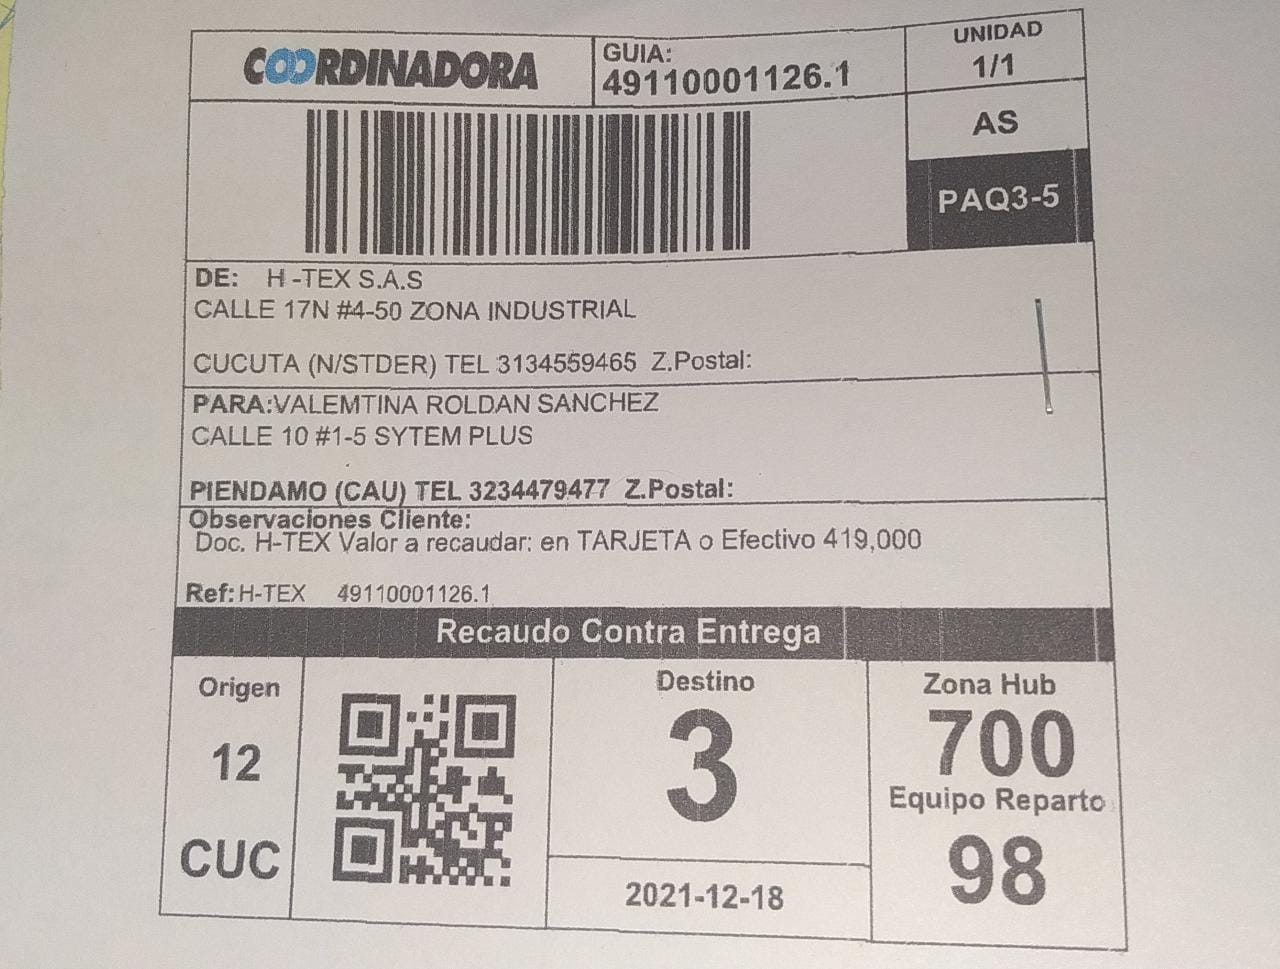 COORDINADORA
GUIA:
49110001126.1
UNIDAD
1/1
AS
PAQ3-5
DE: H -TEX S.A.S
CALLE 17N #4-50 ZONA INDUSTRIAL
CUCUTA (N/STDER) TEL 3134559465 Z.Postal:
PARA:VALEMTINA ROLDAN SANCHEZ
CALLE 10 #1-5 SYTEM PLUS
PIENDAMO (CAU) TEL 3234479477 Z.Postal:
Observaciones Cliente:
Doc. H-TEX Valor a recaudar: en TARJETA o Efectivo 419,000
Ref: H-TEX 49110001126.1
Recaudo Contra Entrega
Origen
12
CUC
Destino
3
2021-12-18
Zona Hub
700
Equipo Reparto
98